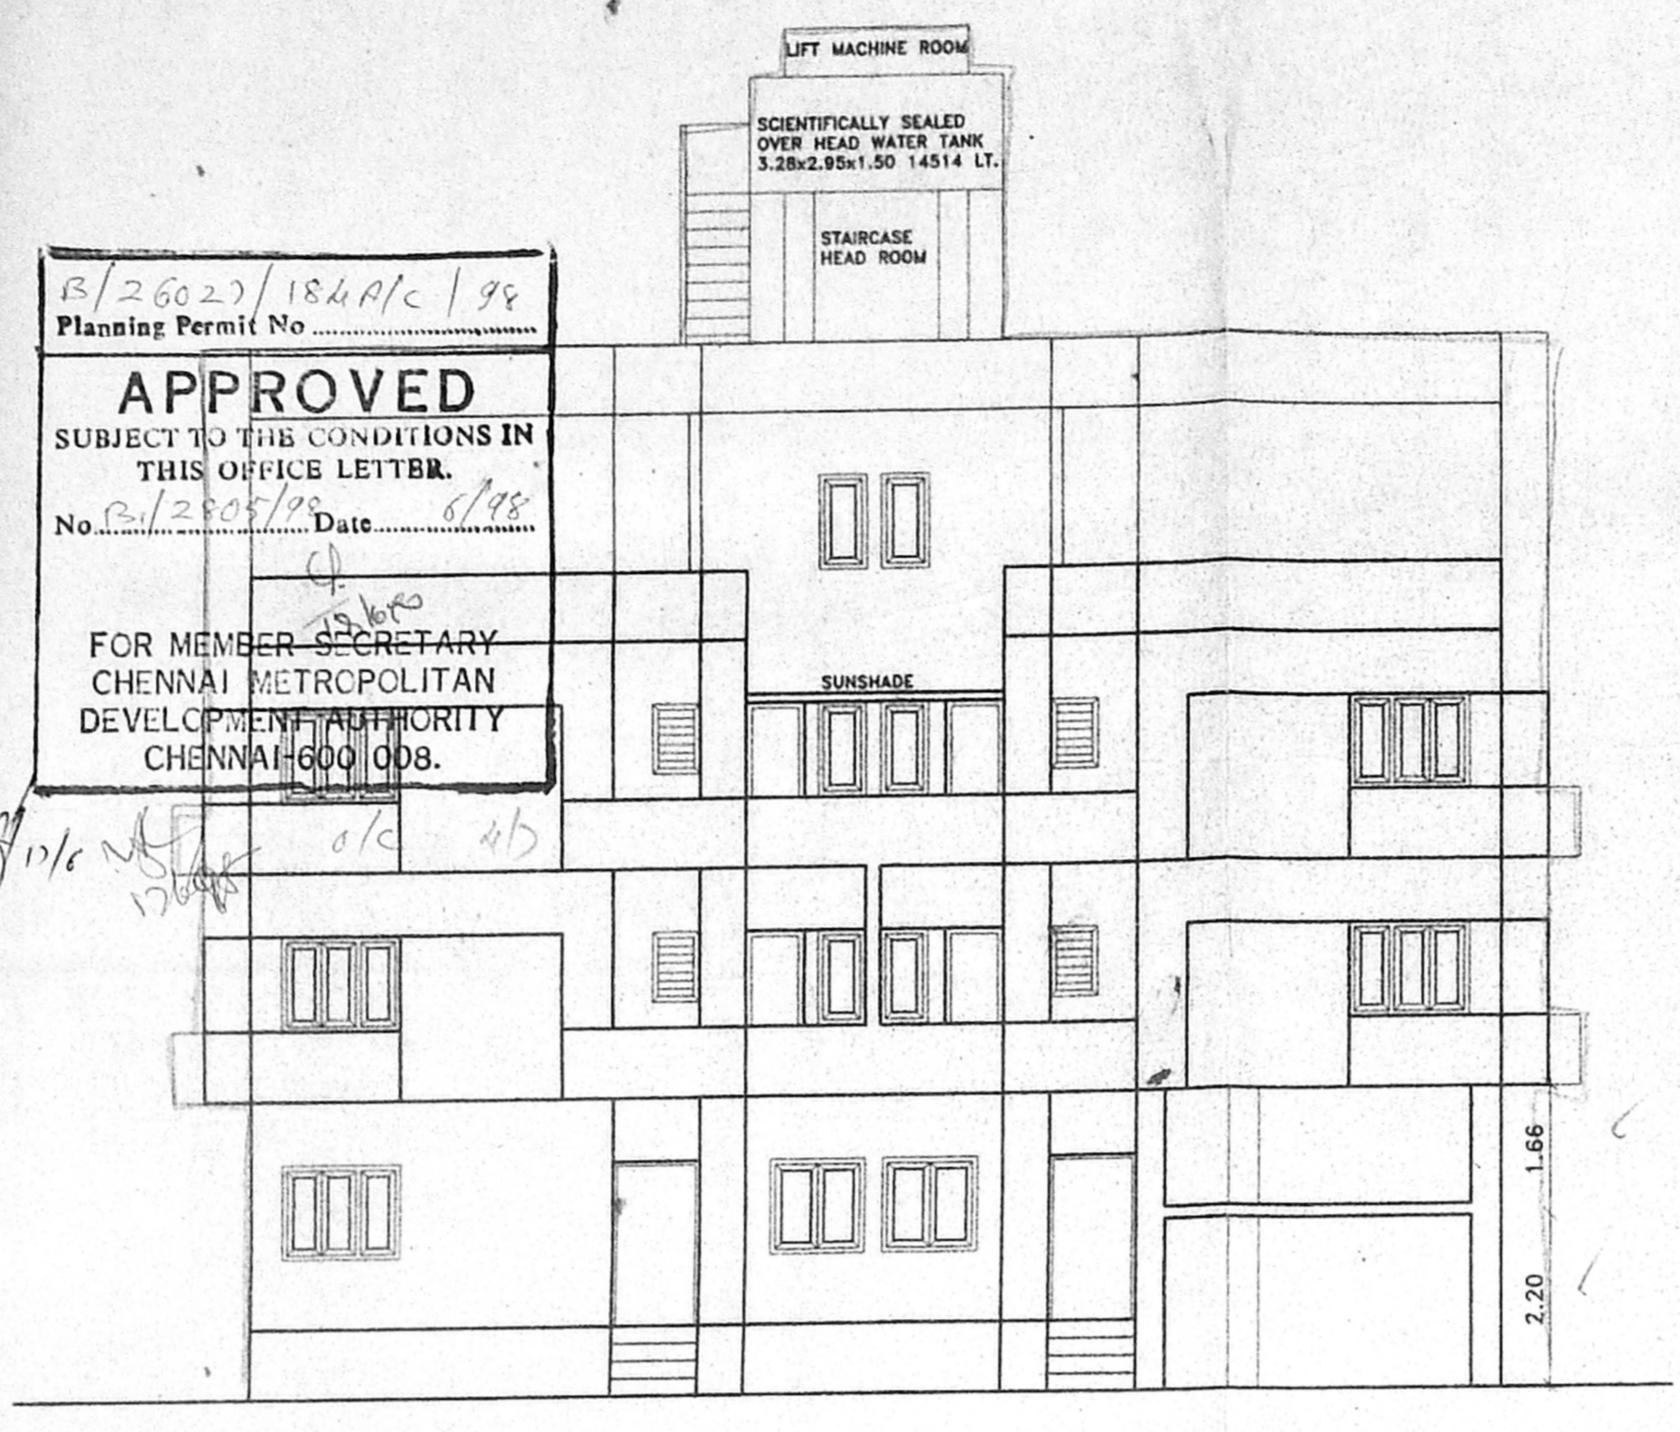 LIFT MACHINE ROOM
SCIENTIFICALLY SEALED
OVER HEAD WATER TANK
3.28x2.95x1.50 14514 LT.
STAIRCASE
HEAD ROOM
B/26027/184A/C/98
Planning Permit No
APPROVED
SUBJECT TO THE CONDITIONS IN
THIS OFFICE LETTER.
No. B1/2805/98 Date 6/98
FOR MEMBER SECRETARY
CHENNAI METROPOLITAN
DEVELOPMENT AUTHORITY
CHENNAI-600 008.
SUNSHADE
17/6
o/c
1.66
2.20